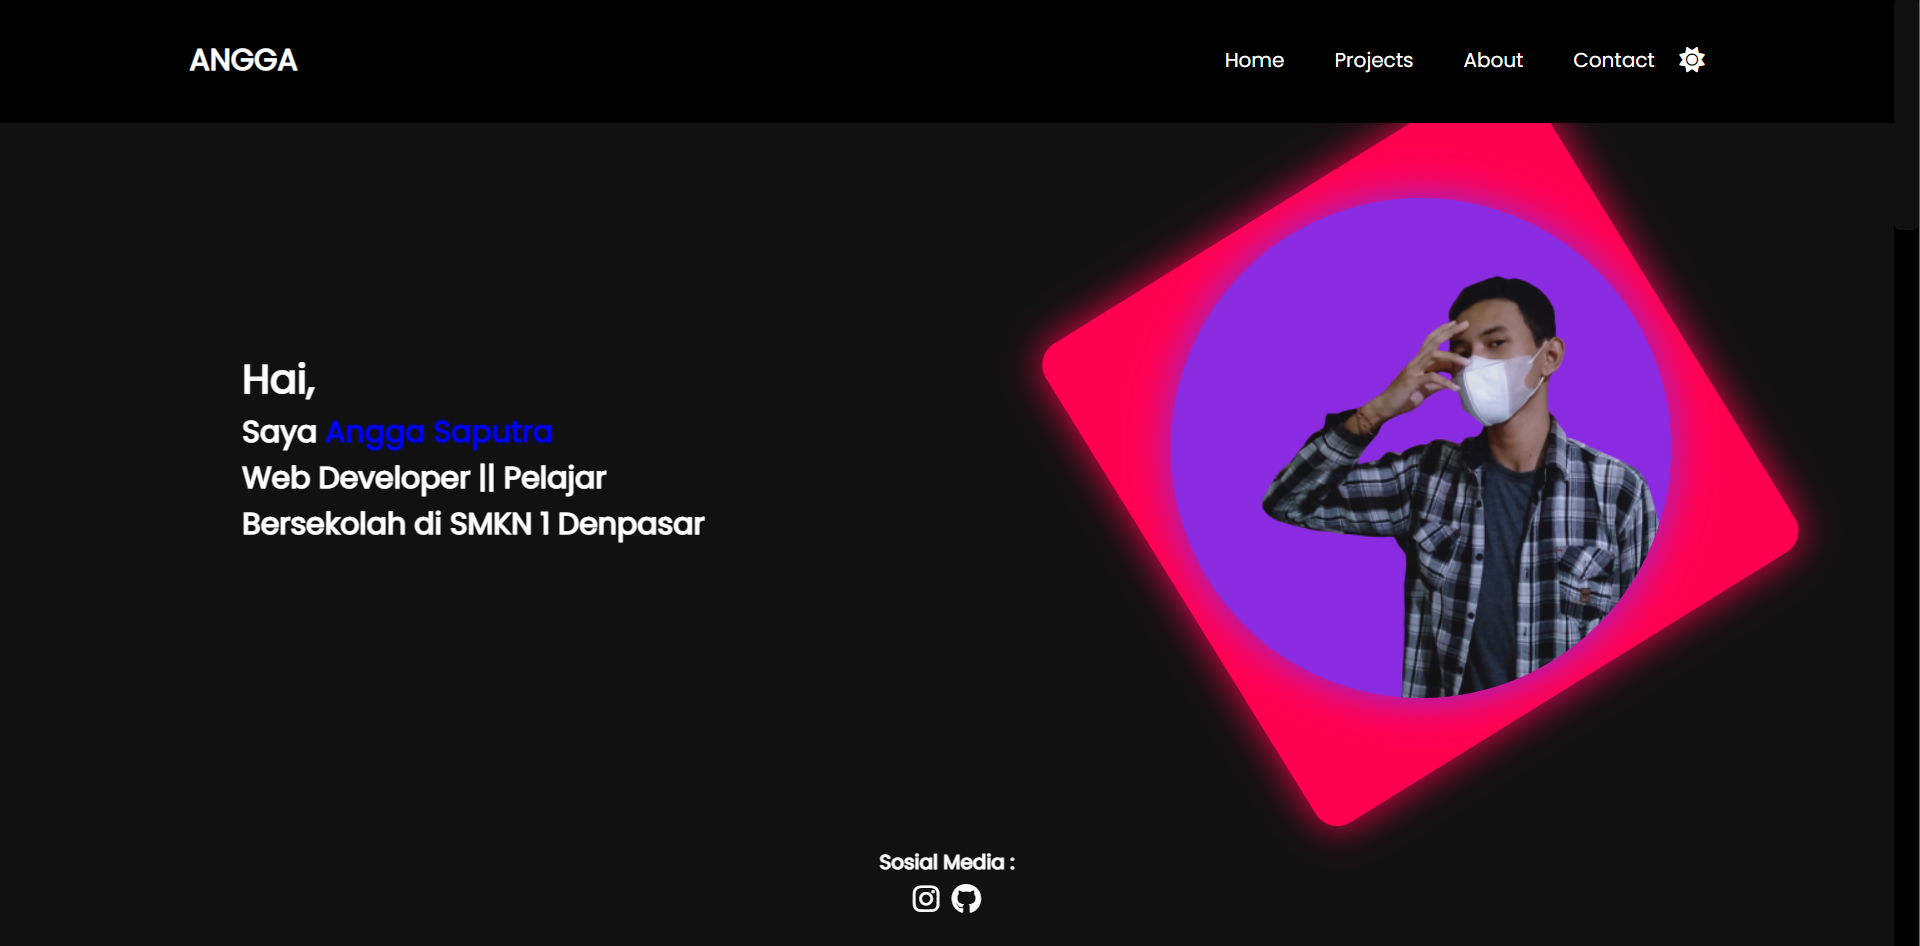 ANGGA
Home Projects About Contact
Hai,
Saya Angga Saputra
Web Developer || Pelajar
Bersekolah di SMKN 1 Denpasar
Sosial Media :